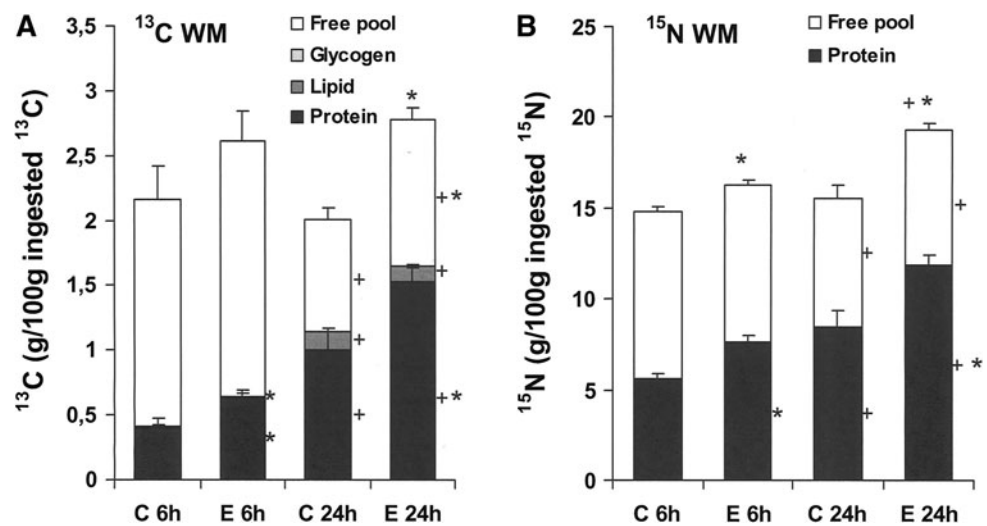 A
¹³C WM
Free pool
Glycogen
Lipid
Protein
¹³C (g/100g ingested ¹³C)
3,5
3
2,5
2
1,5
1
0,5
0
*
+ *
+
+ *
+
+
+
*
*
C 6h E 6h C 24h E 24h
B
¹⁵N WM
Free pool
Protein
¹⁵N (g/100g ingested ¹⁵N)
25
20
15
10
5
0
+ *
*
+
+
+ *
*
+
C 6h E 6h C 24h E 24h